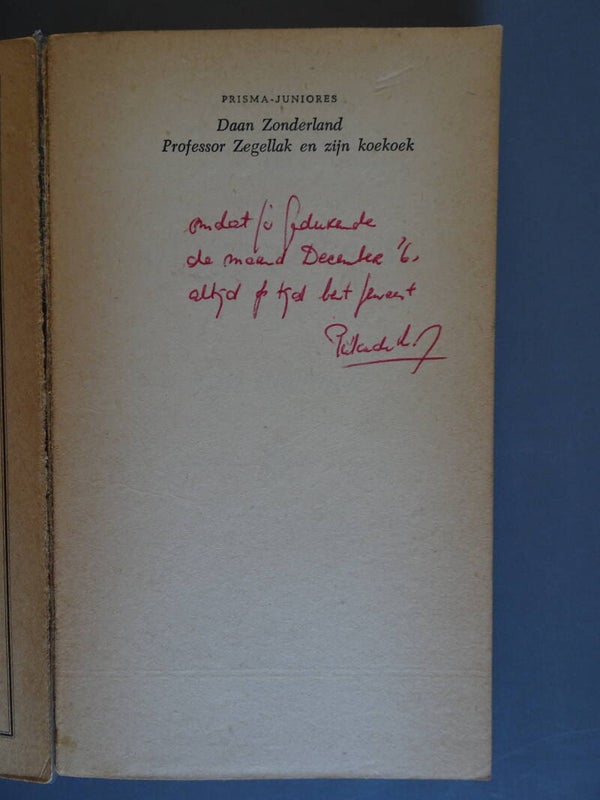 PRISMA-JUNIORES
Daan Zonderland
Professor Zegellak en zijn koekoek
omdat je gedurende
de maand December '6.
altijd op tijd bent geweest